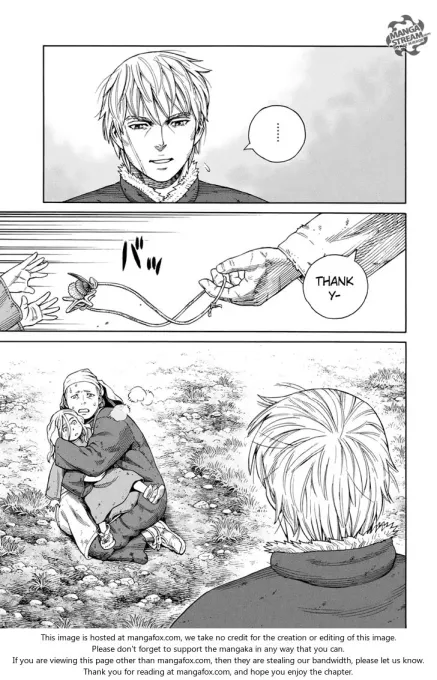 MANGA
STREAM
......
バッ
THANK
Y-
This image is hosted at mangafox.com, we take no credit for the creation or editing of this image.
Please don't forget to support the mangaka in any way that you can.
If you are viewing this page other than mangafox.com, then they are stealing our bandwidth, please let us know.
Thank you for reading at mangafox.com, and hope you enjoy the chapter.